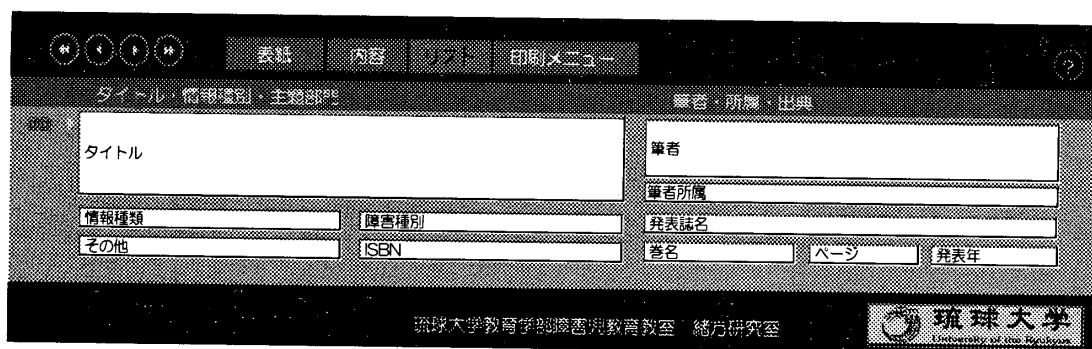 表紙 内容 リスト 印刷メニュー ?
タイトル・情報種別・主題部門 筆者・所属・出典
タイトル 筆者
筆者所属
情報種類 障害種別 発表誌名
その他 ISBN 巻名 ページ 発表年
琉球大学教育学部障害児教育教室 緒方研究室
琉球大学
University of the Ryukyus